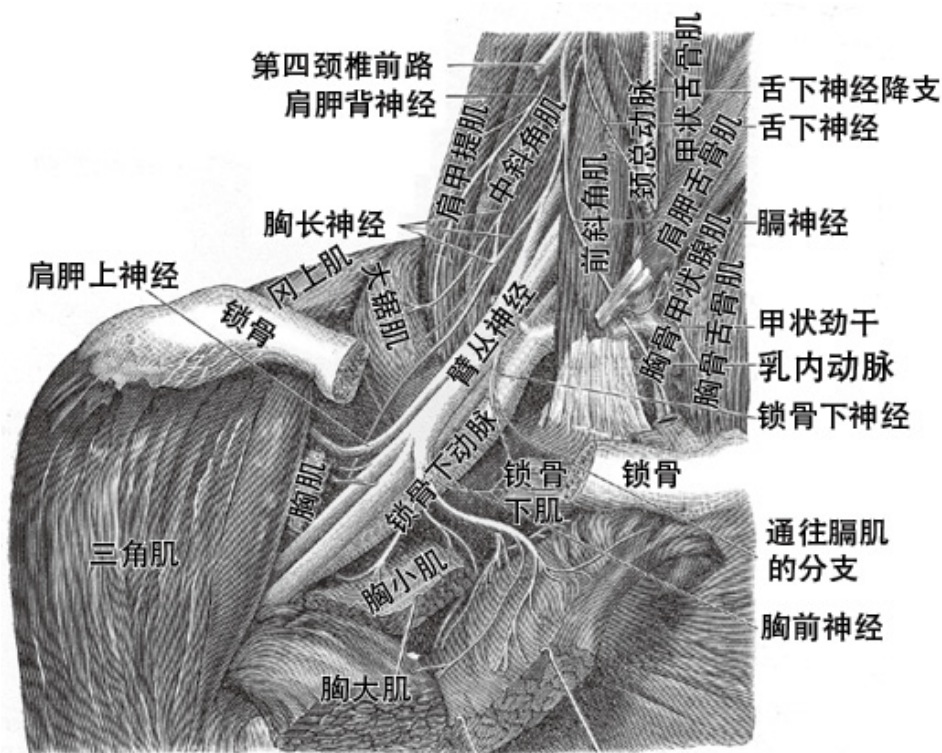 第四颈椎前路
肩胛背神经
胸长神经
肩胛上神经
肩甲提肌
中斜角肌
冈上肌
大锯肌
锁骨
臂丛神经
前斜角肌
颈总动脉
甲状舌骨肌
肩胛舌骨肌
胸骨甲状腺肌
胸骨舌骨肌
舌下神经降支
舌下神经
膈神经
甲状劲干
乳内动脉
锁骨下神经
锁骨下动脉
锁骨
下肌
锁骨
胸肌
三角肌
胸小肌
胸大肌
通往膈肌
的分支
胸前神经